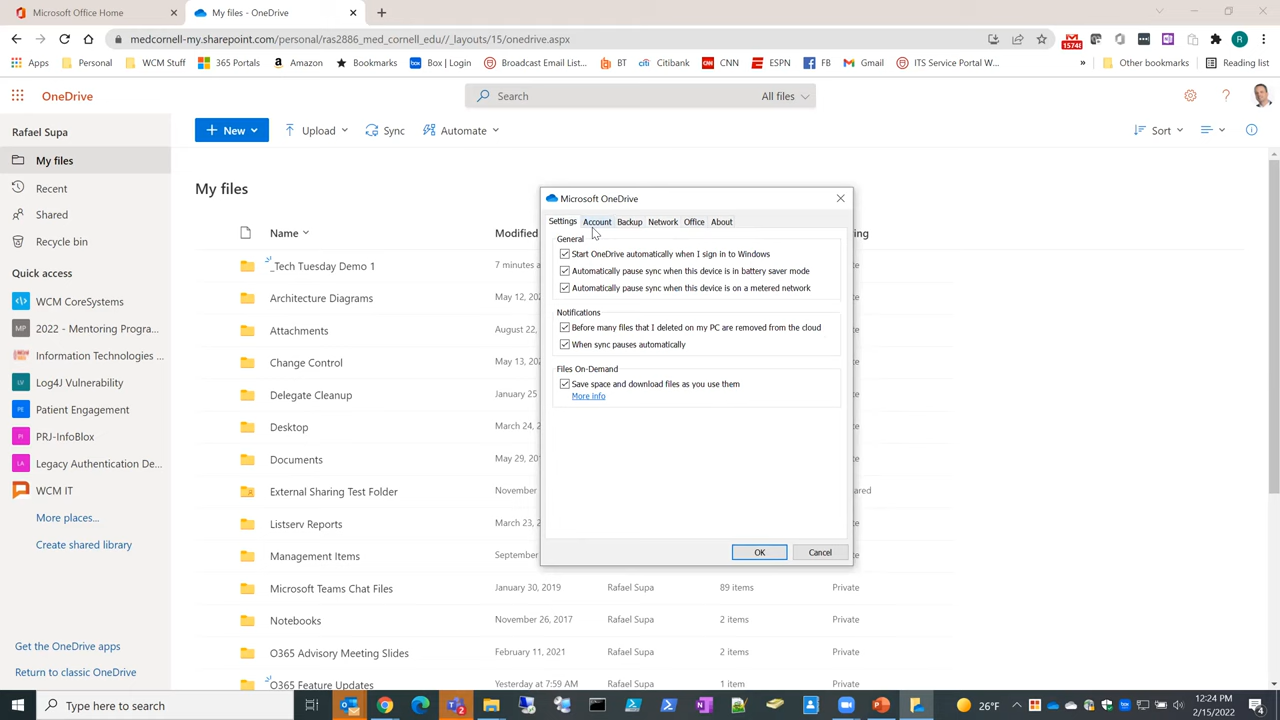 Microsoft Office Home
My files - OneDrive
medcornell-my.sharepoint.com/personal/ras2886_med_cornell_edu//_layouts/15/onedrive.aspx
Apps
Personal
WCM Stuff
365 Portals
Amazon
Bookmarks
Box | Login
Broadcast Email List...
BT
Citibank
CNN
ESPN
FB
Gmail
ITS Service Portal W...
Other bookmarks
Reading list
OneDrive
Search
All files
Rafael Supa
New
Upload
Sync
Automate
Sort
My files
Recent
Shared
Recycle bin
Quick access
WCM CoreSystems
MP 2022 - Mentoring Progra...
Information Technologies ...
LV Log4J Vulnerability
PE Patient Engagement
PI PRJ-InfoBlox
LA Legacy Authentication De...
WCM IT
More places...
Create shared library
Get the OneDrive apps
Return to classic OneDrive
My files
Name
Modified
_Tech Tuesday Demo 1
7 minutes a
Architecture Diagrams
May 12, 202
Attachments
August 22,
Change Control
May 13, 202
Delegate Cleanup
January 25
Desktop
March 24, 2
Documents
May 29, 201
External Sharing Test Folder
November
Listserv Reports
March 23, 2
Management Items
September
Microsoft Teams Chat Files
January 30, 2019
Rafael Supa
89 items
Private
Notebooks
November 26, 2017
Rafael Supa
2 items
Private
O365 Advisory Meeting Slides
February 11, 2021
Rafael Supa
2 items
Private
O365 Feature Updates
Yesterday at 7:59 AM
Rafael Supa
1 item
Private
Microsoft OneDrive
Settings
Account
Backup
Network
Office
About
General
Start OneDrive automatically when I sign in to Windows
Automatically pause sync when this device is in battery saver mode
Automatically pause sync when this device is on a metered network
Notifications
Before many files that I deleted on my PC are removed from the cloud
When sync pauses automatically
Files On-Demand
Save space and download files as you use them
More info
OK
Cancel
Type here to search
26°F
12:24 PM
2/15/2022